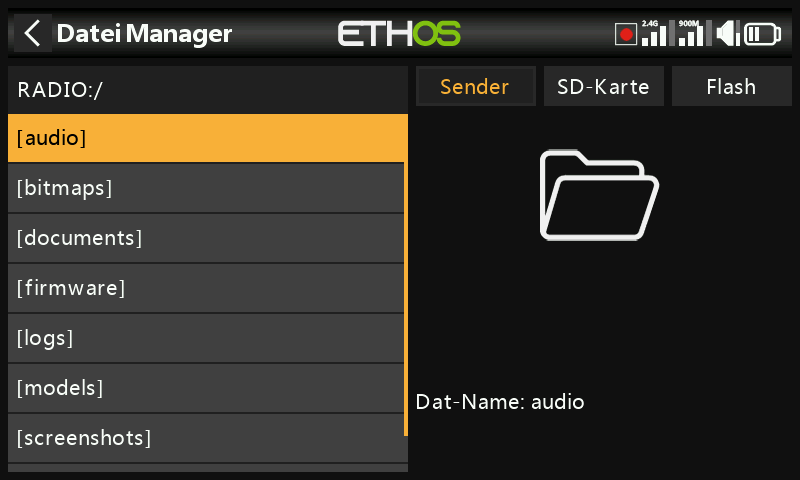 Datei Manager
ETHOS
2.4G
900M
RADIO:/
Sender
SD-Karte
Flash
[audio]
[bitmaps]
[documents]
[firmware]
[logs]
[models]
[screenshots]
Dat-Name: audio